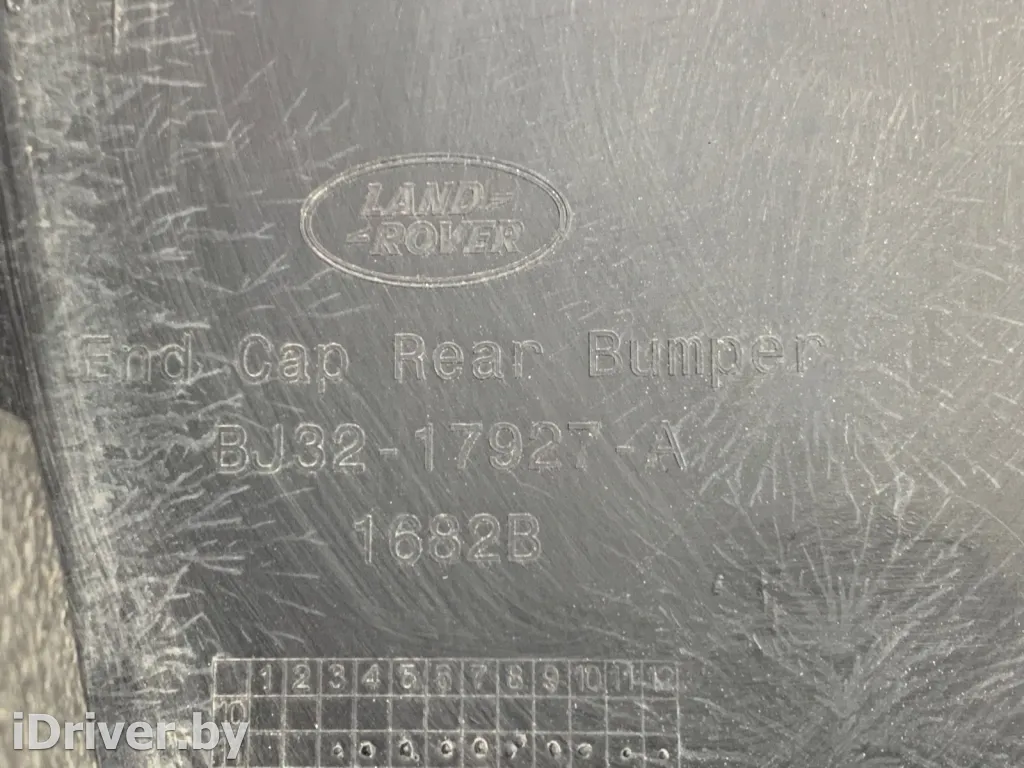 LAND
ROVER
End Cap Rear Bumper
BJ32-17927-A
1682B
1 2 3 4 5 6 7 8 9 10 11 12
10
iDriver.by